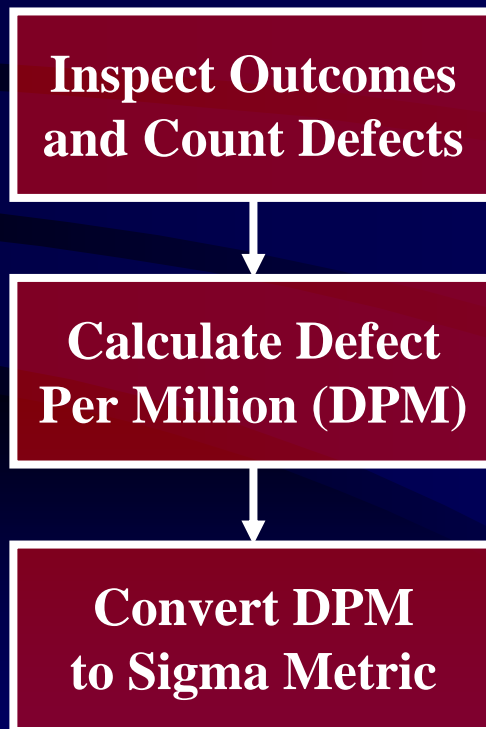 Inspect Outcomes
and Count Defects
Calculate Defect
Per Million (DPM)
Convert DPM
to Sigma Metric